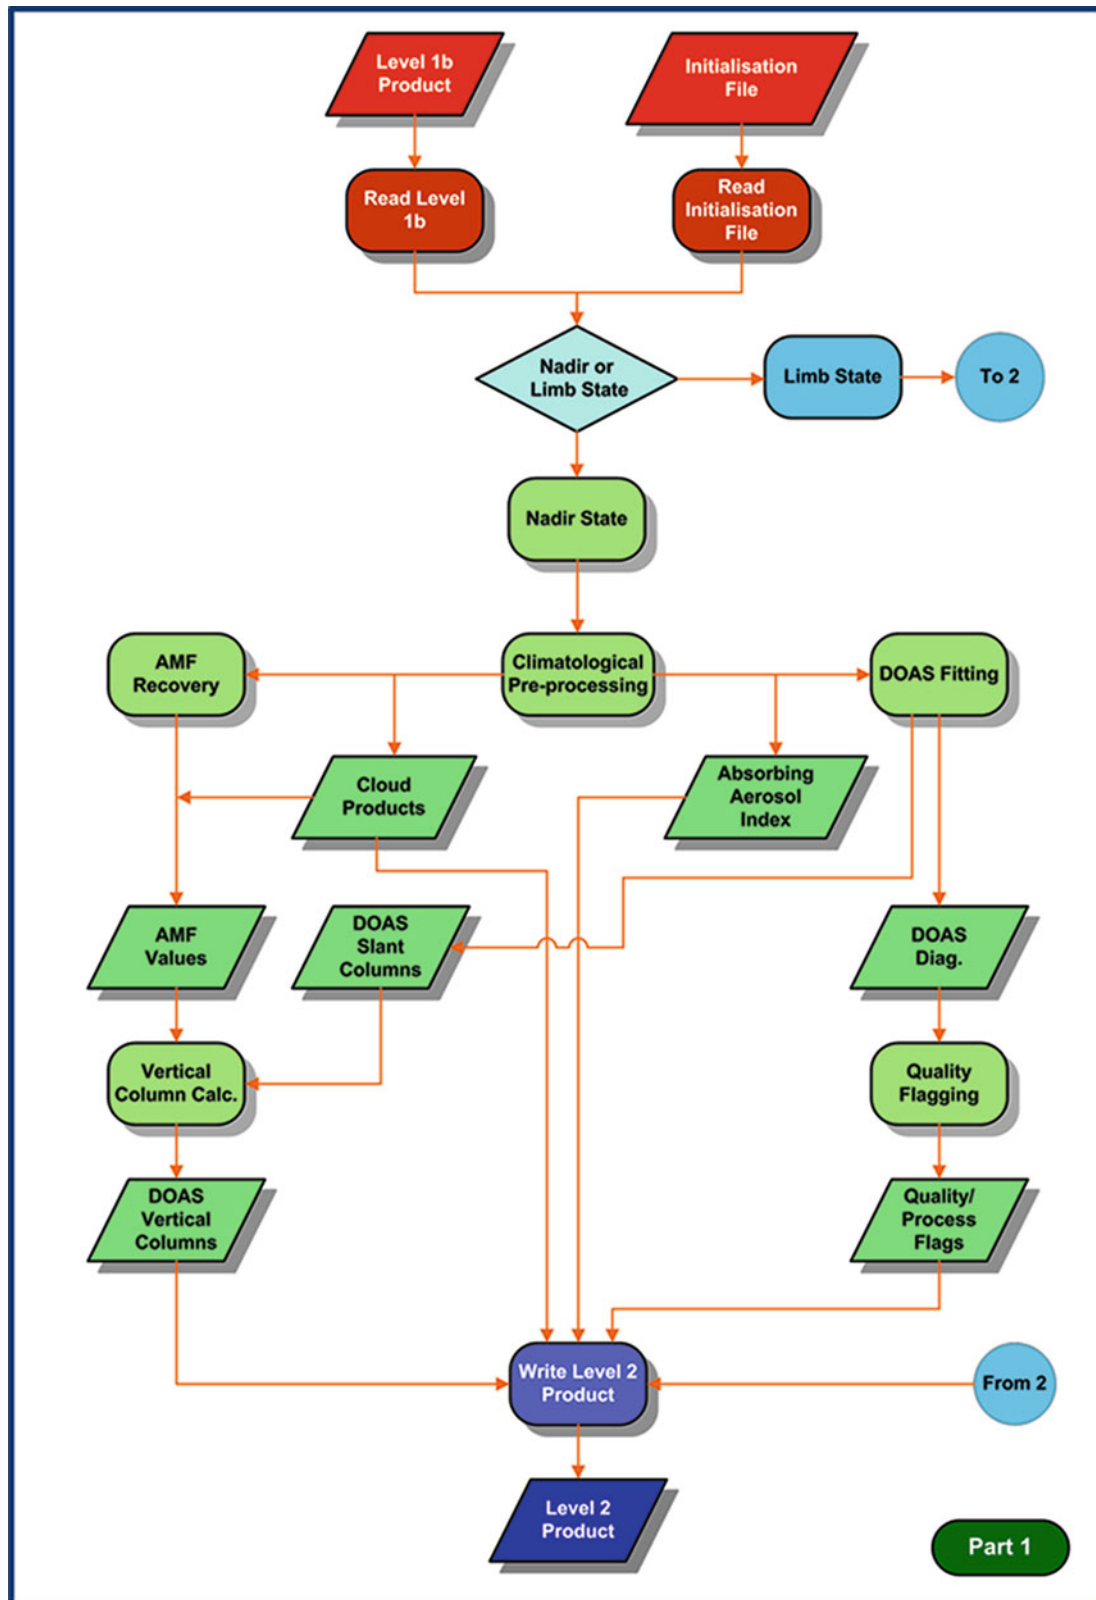 Level 1b
Product
Initialisation
File
Read Level
1b
Read
Initialisation
File
Nadir or
Limb State
Limb State
To 2
Nadir State
AMF
Recovery
Climatological
Pre-processing
DOAS Fitting
Cloud
Products
Absorbing
Aerosol
Index
AMF
Values
DOAS
Slant
Columns
DOAS
Diag.
Vertical
Column Calc.
Quality
Flagging
DOAS
Vertical
Columns
Quality/
Process
Flags
Write Level 2
Product
From 2
Level 2
Product
Part 1